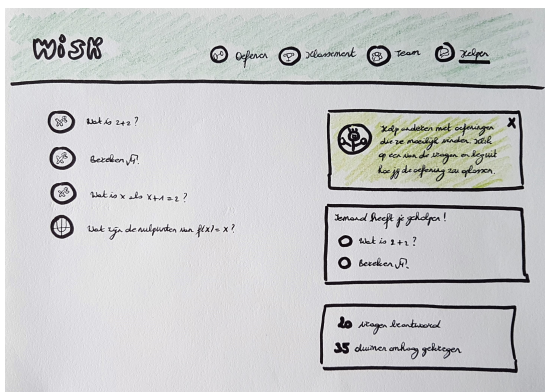 Wisk
Oefenen
Klassement
Team
Helpen
Wat is 2+2?
Bereken √1.
Wat is x als x+1=2?
Wat zijn de nulpunten van f(x)=x?
X
Help anderen met oefeningen
die ze moeilijk vinden. Klik
op een van de vragen en leg uit
hoe jij de oefening zou oplossen.
Iemand heeft je geholpen!
Wat is 2+2?
Bereken √1.
20 vragen beantwoord
35 duimen omhoog gekregen